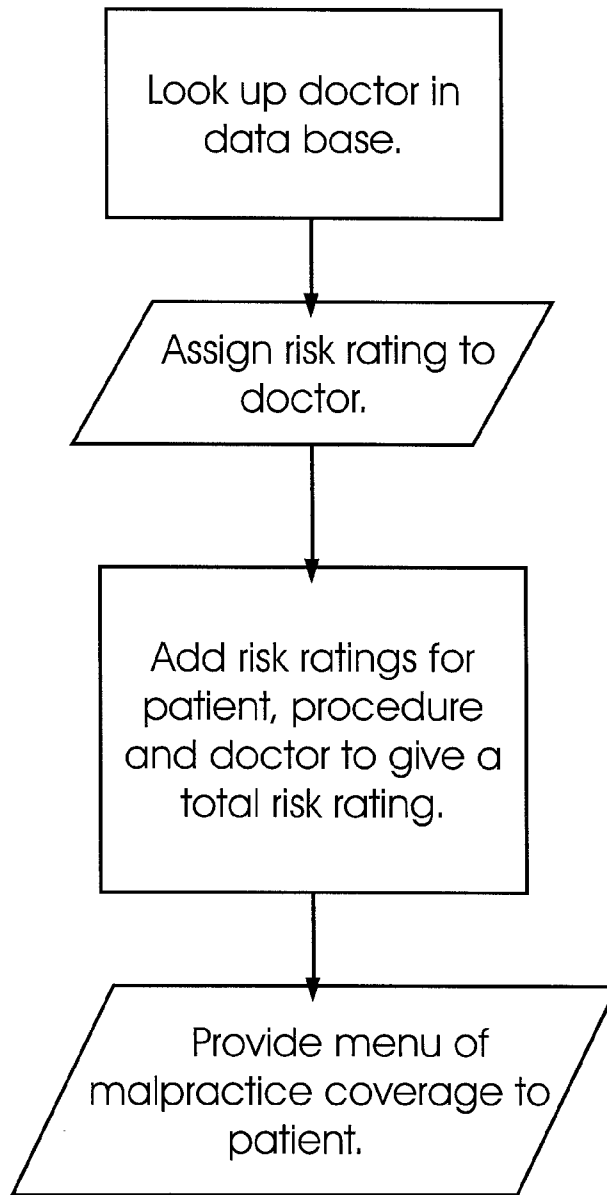 Look up doctor in
data base.
Assign risk rating to
doctor.
Add risk ratings for
patient, procedure
and doctor to give a
total risk rating.
Provide menu of
malpractice coverage to
patient.